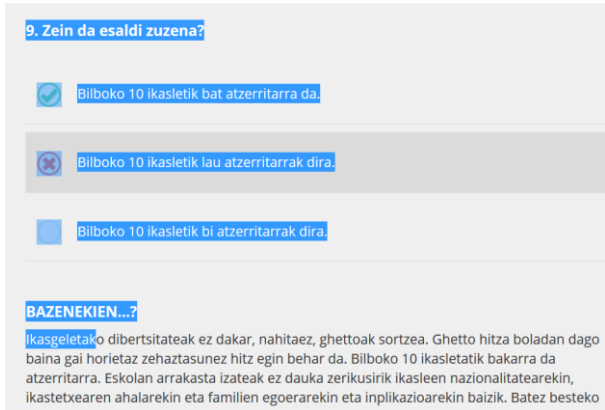 9. Zein da esaldi zuzena?
Bilboko 10 ikasletik bat atzerritarra da.
Bilboko 10 ikasletik lau atzerritarrak dira.
Bilboko 10 ikasletik bi atzerritarrak dira.
BAZENEKIEN...?
Ikasgeletako dibertsitateak ez dakar, nahitaez, ghettoak sortzea. Ghetto hitza boladan dago
baina gai horietaz zehaztasunez hitz egin behar da. Bilboko 10 ikasletatik bakarra da
atzerritarra. Eskolan arrakasta izateak ez dauka zerikusirik ikasleen nazionalitatearekin,
ikastetxearen ahalarekin eta familien egoerarekin eta inplikazioarekin baizik. Batez besteko